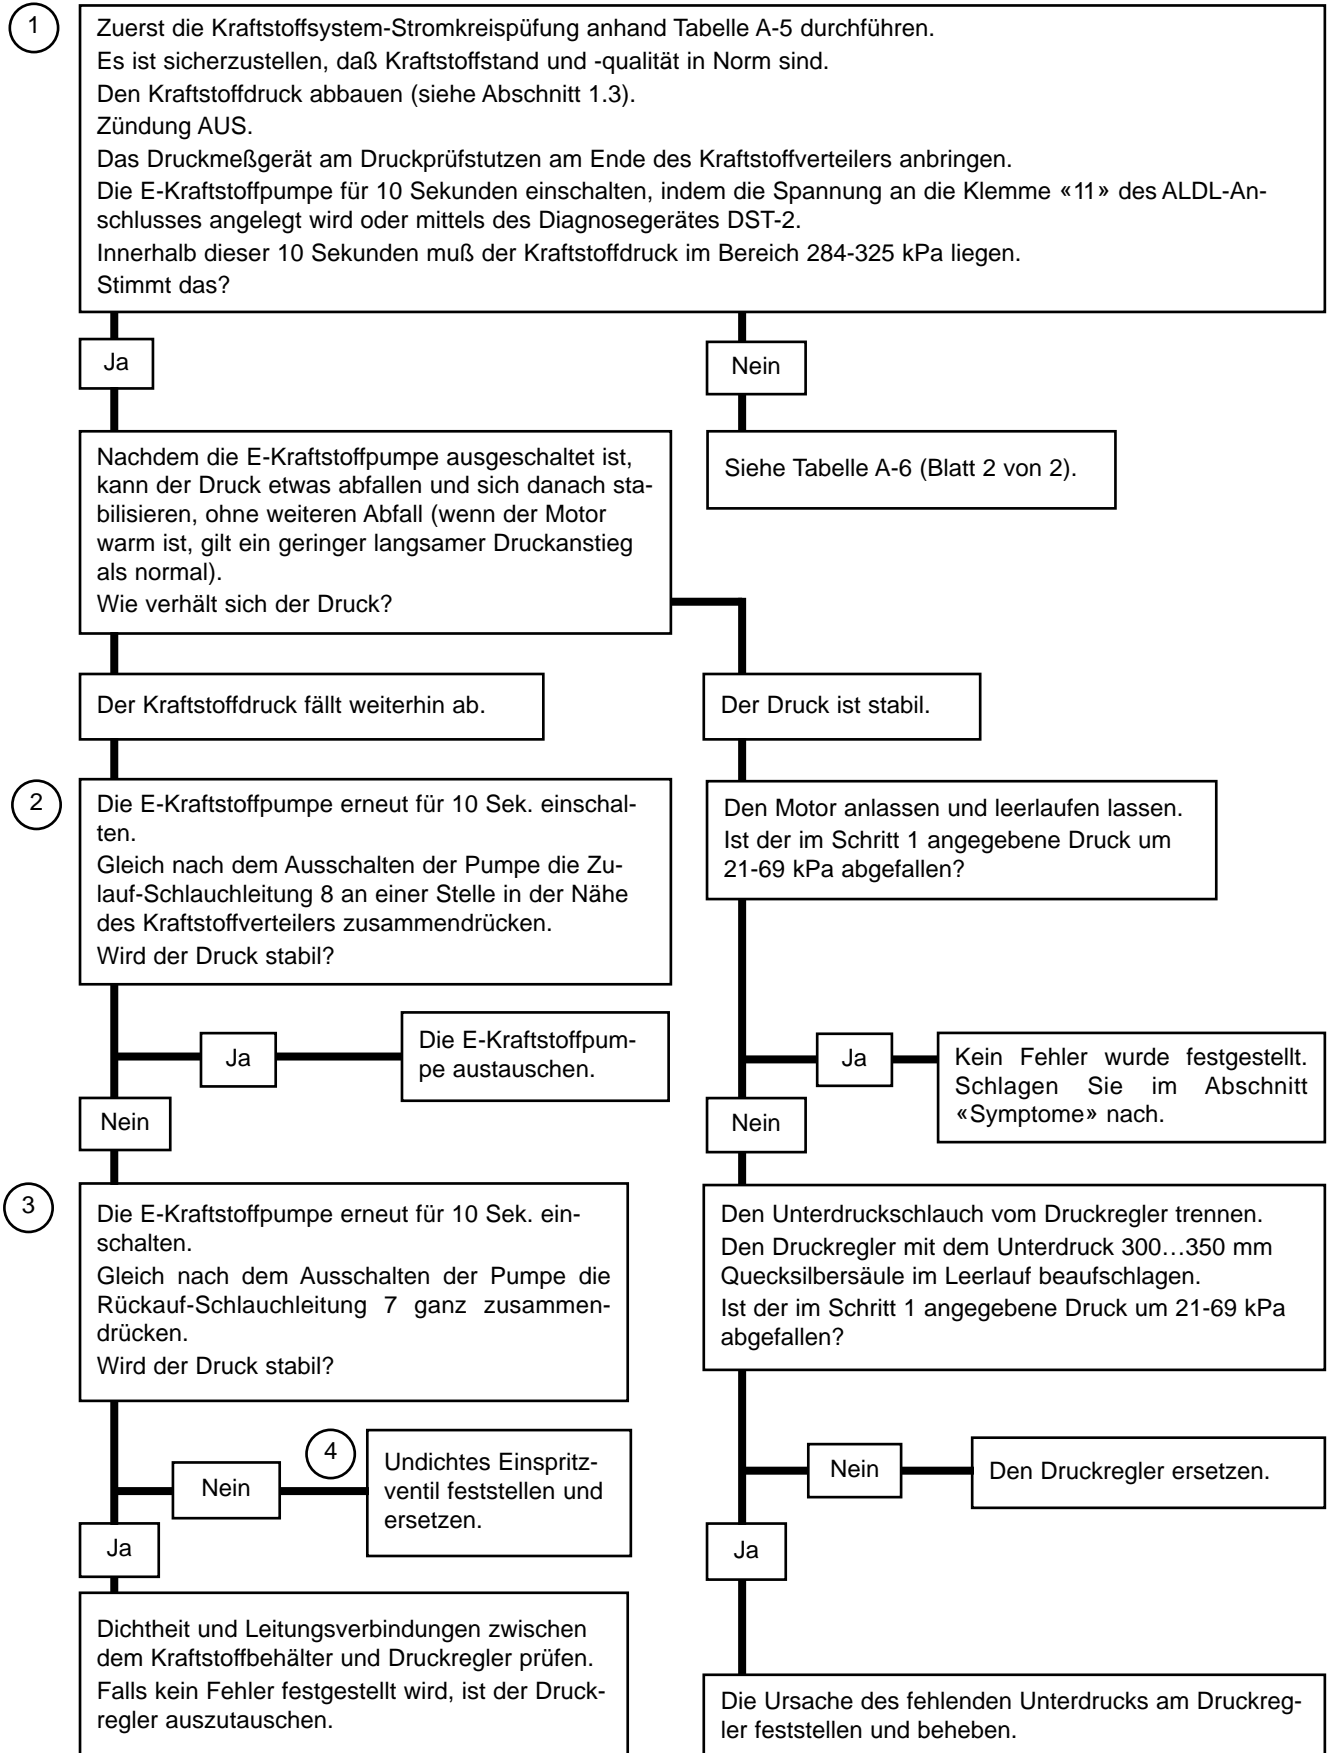 1
Zuerst die Kraftstoffsystem-Stromkreispüfung anhand Tabelle A-5 durchführen.
Es ist sicherzustellen, daß Kraftstoffstand und -qualität in Norm sind.
Den Kraftstoffdruck abbauen (siehe Abschnitt 1.3).
Zündung AUS.
Das Druckmeßgerät am Druckprüfstutzen am Ende des Kraftstoffverteilers anbringen.
Die E-Kraftstoffpumpe für 10 Sekunden einschalten, indem die Spannung an die Klemme «11» des ALDL-An-
schlusses angelegt wird oder mittels des Diagnosegerätes DST-2.
Innerhalb dieser 10 Sekunden muß der Kraftstoffdruck im Bereich 284-325 kPa liegen.
Stimmt das?
Ja
Nein
Nachdem die E-Kraftstoffpumpe ausgeschaltet ist,
kann der Druck etwas abfallen und sich danach sta-
bilisieren, ohne weiteren Abfall (wenn der Motor
warm ist, gilt ein geringer langsamer Druckanstieg
als normal).
Wie verhält sich der Druck?
Siehe Tabelle A-6 (Blatt 2 von 2).
Der Kraftstoffdruck fällt weiterhin ab.
Der Druck ist stabil.
2
Die E-Kraftstoffpumpe erneut für 10 Sek. einschal-
ten.
Gleich nach dem Ausschalten der Pumpe die Zu-
lauf-Schlauchleitung 8 an einer Stelle in der Nähe
des Kraftstoffverteilers zusammendrücken.
Wird der Druck stabil?
Den Motor anlassen und leerlaufen lassen.
Ist der im Schritt 1 angegebene Druck um
21-69 kPa abgefallen?
Ja
Die E-Kraftstoffpum-
pe austauschen.
Ja
Kein Fehler wurde festgestellt.
Schlagen Sie im Abschnitt
«Symptome» nach.
Nein
Nein
3
Die E-Kraftstoffpumpe erneut für 10 Sek. ein-
schalten.
Gleich nach dem Ausschalten der Pumpe die
Rückauf-Schlauchleitung 7 ganz zusammen-
drücken.
Wird der Druck stabil?
Den Unterdruckschlauch vom Druckregler trennen.
Den Druckregler mit dem Unterdruck 300…350 mm
Quecksilbersäule im Leerlauf beaufschlagen.
Ist der im Schritt 1 angegebene Druck um 21-69 kPa
abgefallen?
Nein
4
Undichtes Einspritz-
ventil feststellen und
ersetzen.
Nein
Den Druckregler ersetzen.
Ja
Ja
Dichtheit und Leitungsverbindungen zwischen
dem Kraftstoffbehälter und Druckregler prüfen.
Falls kein Fehler festgestellt wird, ist der Druck-
regler auszutauschen.
Die Ursache des fehlenden Unterdrucks am Druckreg-
ler feststellen und beheben.